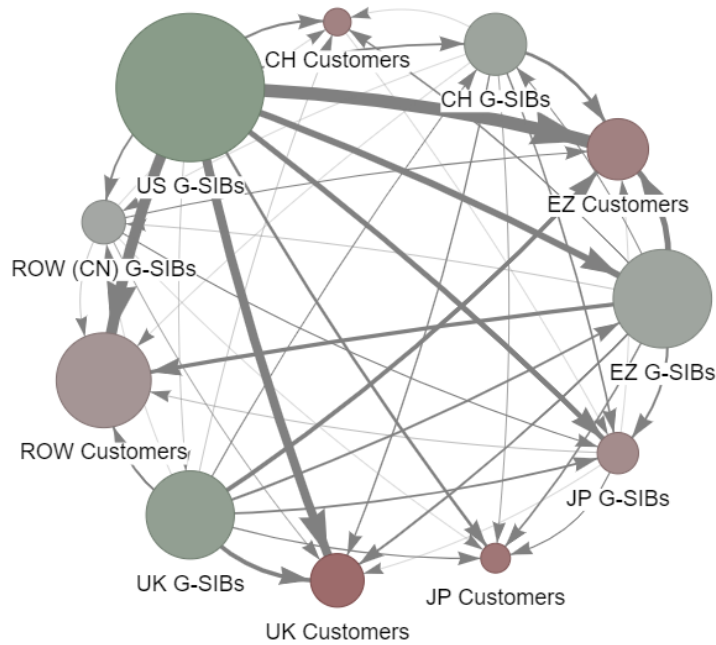 CH Customers
CH G-SIBs
US G-SIBs
EZ Customers
ROW (CN) G-SIBs
EZ G-SIBs
ROW Customers
JP G-SIBs
UK G-SIBs
JP Customers
UK Customers